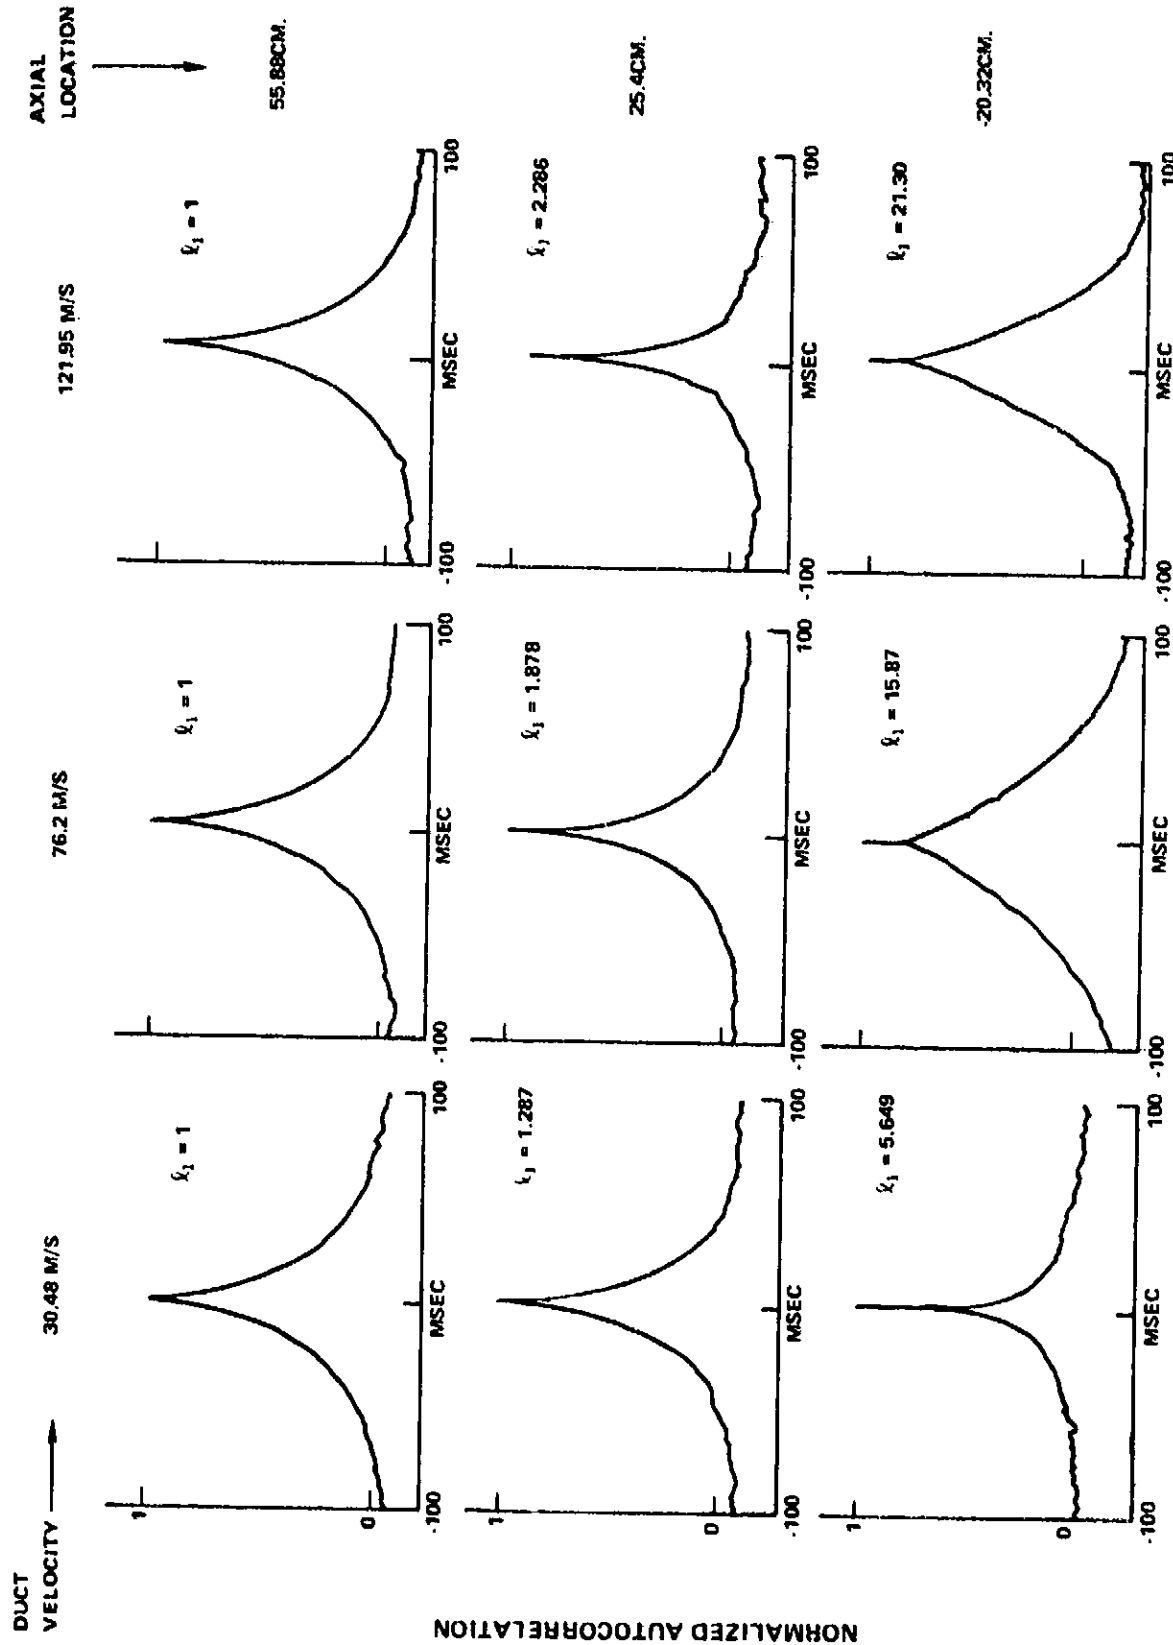 DUCT
VELOCITY
30.48 M/S
76.2 M/S
121.95 M/S
AXIAL
LOCATION
NORMALIZED AUTOCORRELATION
1
0
-100
MSEC
100
ℓ₁ = 1
-100
MSEC
100
ℓ₁ = 1
-100
MSEC
100
ℓ₁ = 1
55.88CM.
1
0
-100
MSEC
100
ℓ₁ = 1.287
-100
MSEC
100
ℓ₁ = 1.878
-100
MSEC
100
ℓ₁ = 2.286
25.4CM.
1
0
-100
MSEC
100
ℓ₁ = 5.649
-100
MSEC
100
ℓ₁ = 15.87
-100
MSEC
100
ℓ₁ = 21.30
-20.32CM.